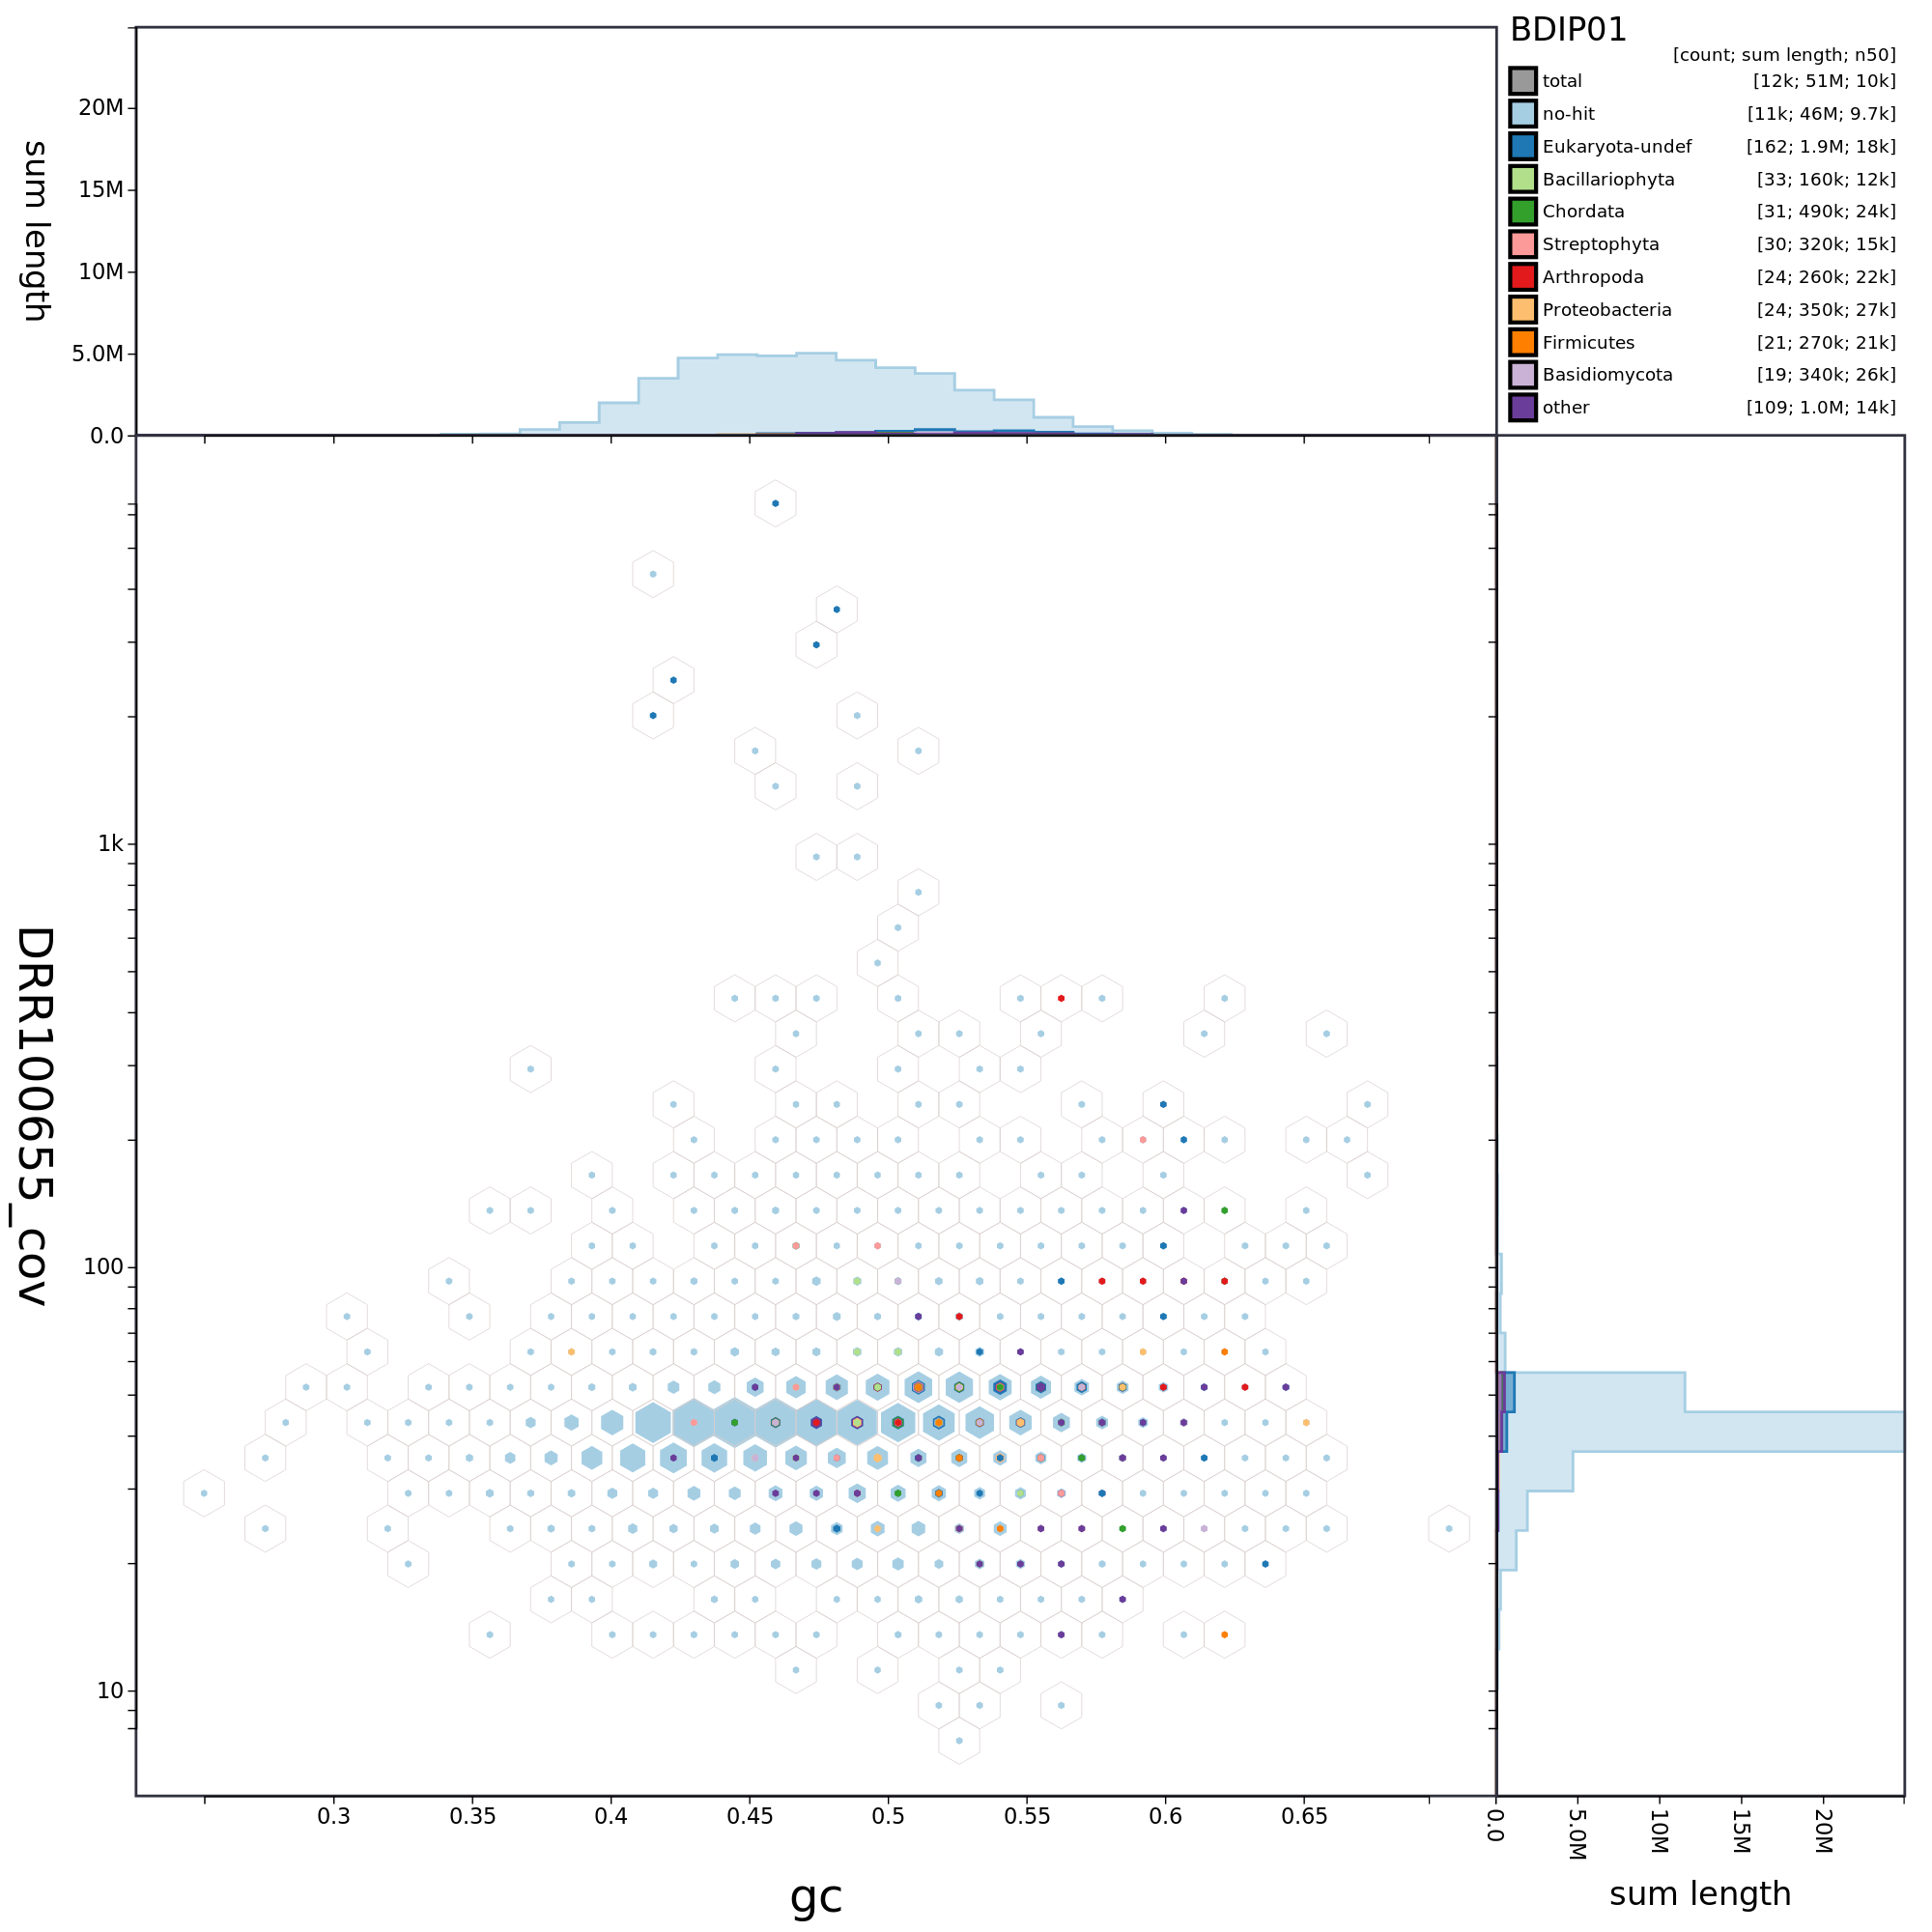 BDIP01
[count; sum length; n50]
total [12k; 51M; 10k]
no-hit [11k; 46M; 9.7k]
Eukaryota-undef [162; 1.9M; 18k]
Bacillariophyta [33; 160k; 12k]
Chordata [31; 490k; 24k]
Streptophyta [30; 320k; 15k]
Arthropoda [24; 260k; 22k]
Proteobacteria [24; 350k; 27k]
Firmicutes [21; 270k; 21k]
Basidiomycota [19; 340k; 26k]
other [109; 1.0M; 14k]
sum length
20M
15M
10M
5.0M
0.0
DRR100655_cov
1k
100
10
0.3 0.35 0.4 0.45 0.5 0.55 0.6 0.65
gc
0.0 5.0M 10M 15M 20M
sum length